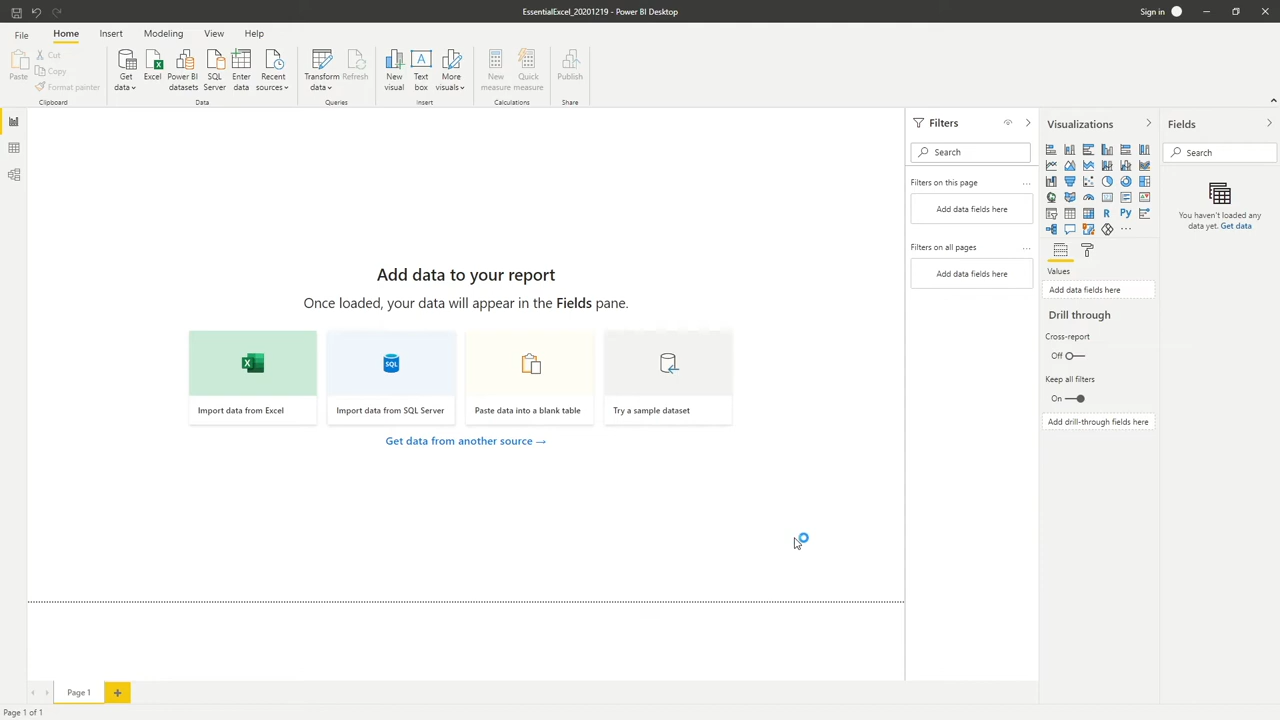 EssentialExcel_20201219 - Power BI Desktop
Sign in
File
Home
Insert
Modeling
View
Help
Paste
Cut
Copy
Format painter
Clipboard
Get data
Excel
Power BI datasets
SQL Server
Enter data
Recent sources
Data
Transform data
Refresh
Queries
New visual
Text box
More visuals
Insert
New measure
Quick measure
Calculations
Publish
Share
Filters
Search
Filters on this page
...
Add data fields here
Filters on all pages
...
Add data fields here
Visualizations
R
Py
...
Values
Add data fields here
Drill through
Cross-report
Off
Keep all filters
On
Add drill-through fields here
Fields
Search
You haven't loaded any
data yet. Get data
Add data to your report
Once loaded, your data will appear in the Fields pane.
X
SQL
Import data from Excel
Import data from SQL Server
Paste data into a blank table
Try a sample dataset
Get data from another source →
Page 1
+
Page 1 of 1